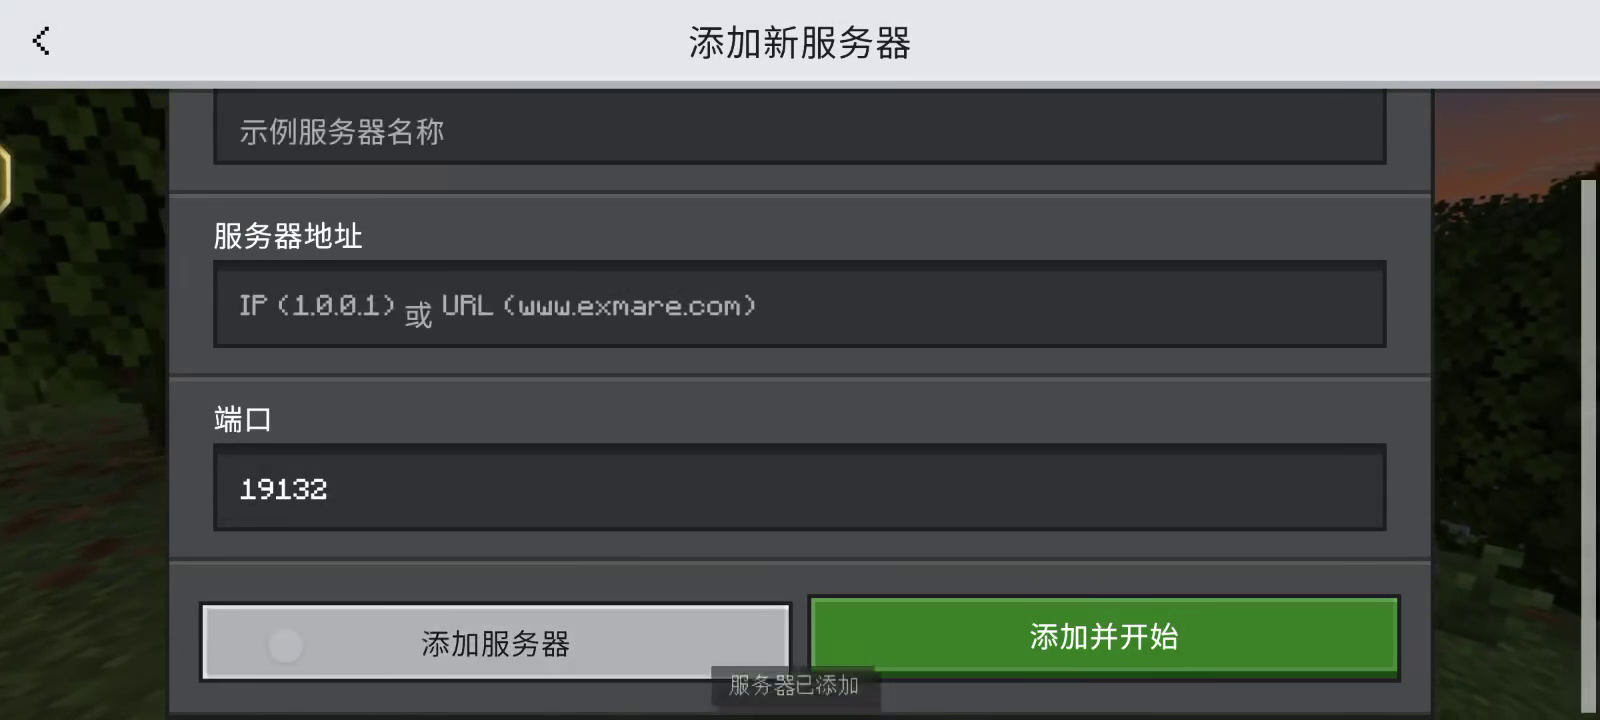 添加新服务器
示例服务器名称
服务器地址
IP (1.0.0.1) 或 URL (www.exmare.com)
端口
19132
添加服务器
添加并开始
服务器已添加